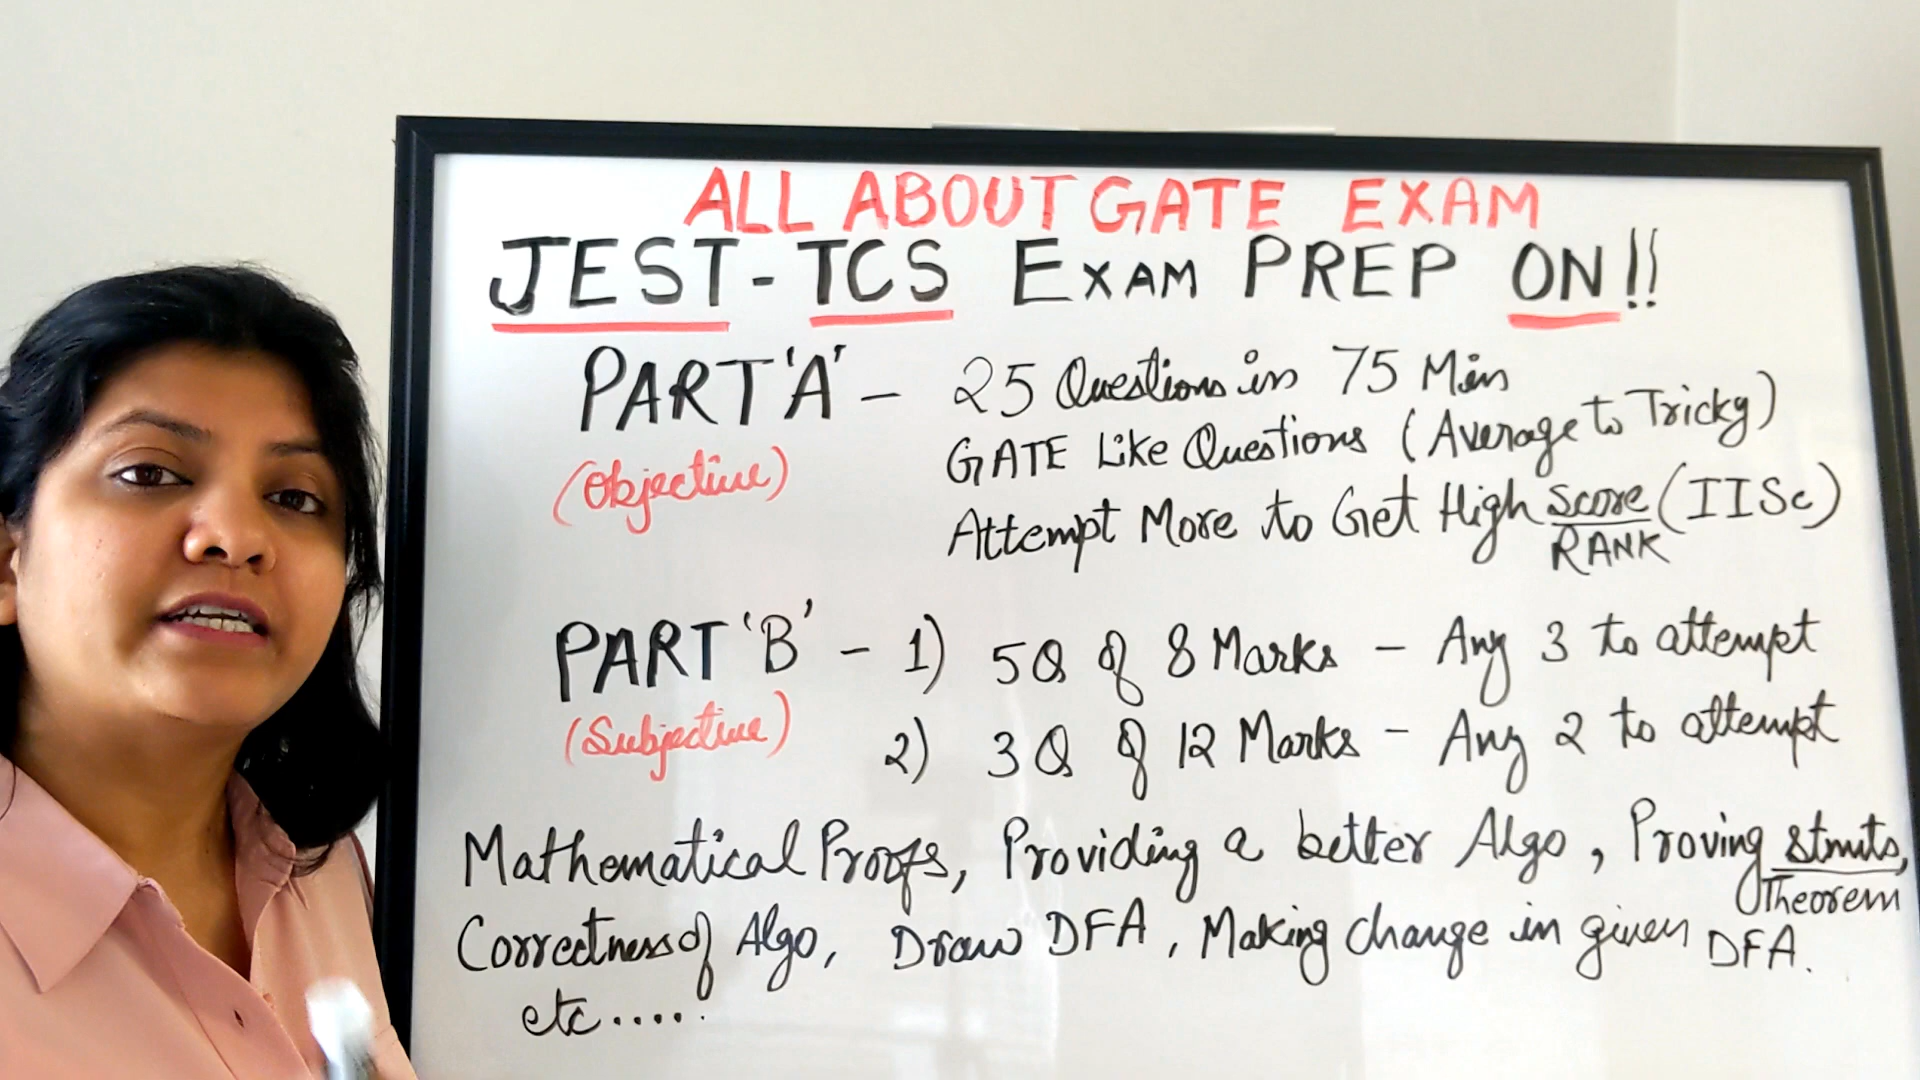 ALL ABOUT GATE EXAM
JEST-TCS EXAM PREP ON!!
PART 'A' - 25 Questions in 75 Min
(Objective)
GATE Like Questions (Average to Tricky)
Attempt More to Get High Score (IISc)
RANK
PART 'B' - 1) 5Q of 8 Marks - Any 3 to attempt
(Subjective)
2) 3Q of 12 Marks - Any 2 to attempt
Mathematical Proofs, Providing a better Algo, Proving stmnts,
Theorem
Correctness of Algo, Draw DFA, Making change in given DFA.
etc.....